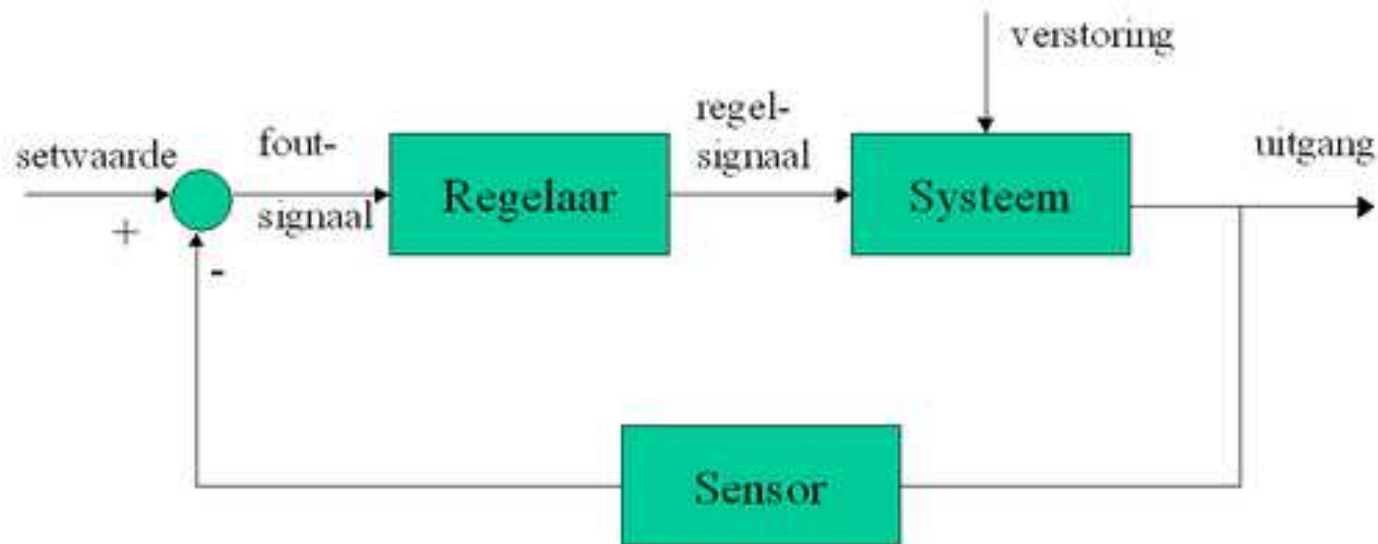 verstoring
setwaarde
fout-
signaal
Regelaar
regel-
signaal
Systeem
uitgang
+
-
Sensor